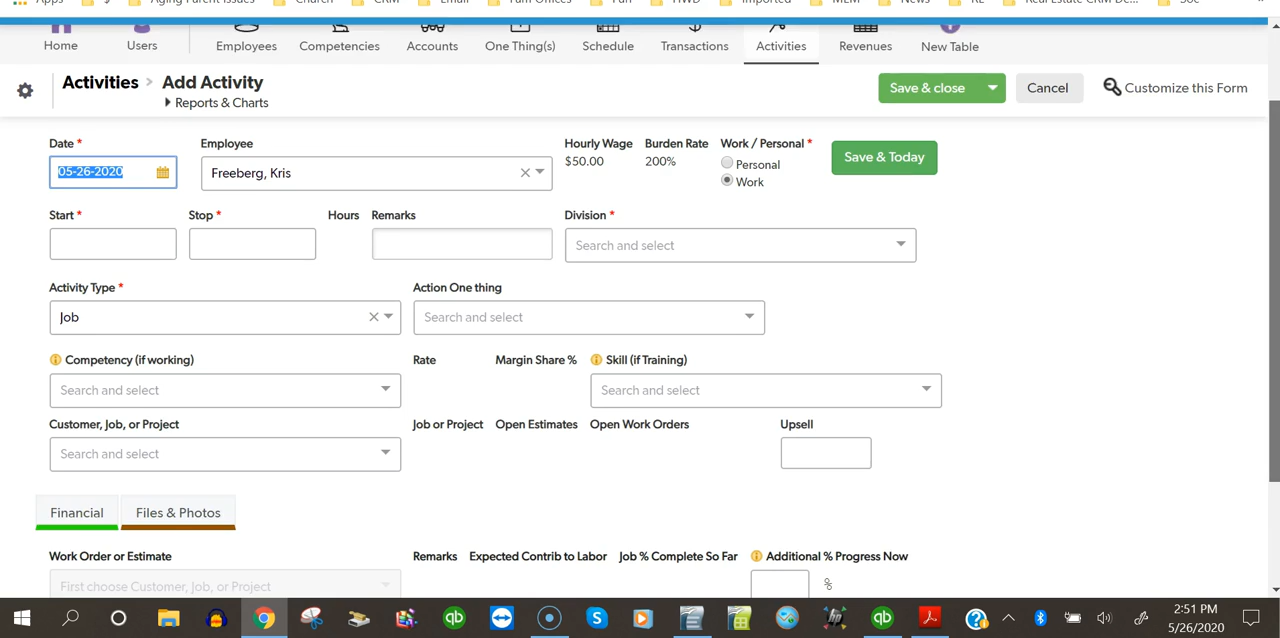 Apps
Aging Parent Issues
Church
CRM
Email
Fam Offices
Fun
HWD
Imported
MLM
News
RE
Real Estate CRM De...
Soc
Home
Users
Employees
Competencies
Accounts
One Thing(s)
Schedule
Transactions
Activities
Revenues
New Table
Activities > Add Activity
Reports & Charts
Save & close
Cancel
Customize this Form
Date *
Employee
Hourly Wage
Burden Rate
Work / Personal *
05-26-2020
Freeberg, Kris
$50.00
200%
Personal
Work
Save & Today
Start *
Stop *
Hours
Remarks
Division *
Search and select
Activity Type *
Action One thing
Job
Search and select
Competency (if working)
Rate
Margin Share %
Skill (if Training)
Search and select
Search and select
Customer, Job, or Project
Job or Project
Open Estimates
Open Work Orders
Upsell
Search and select
Financial
Files & Photos
Work Order or Estimate
Remarks
Expected Contrib to Labor
Job % Complete So Far
Additional % Progress Now
First choose Customer, Job, or Project
%
2:51 PM
5/26/2020